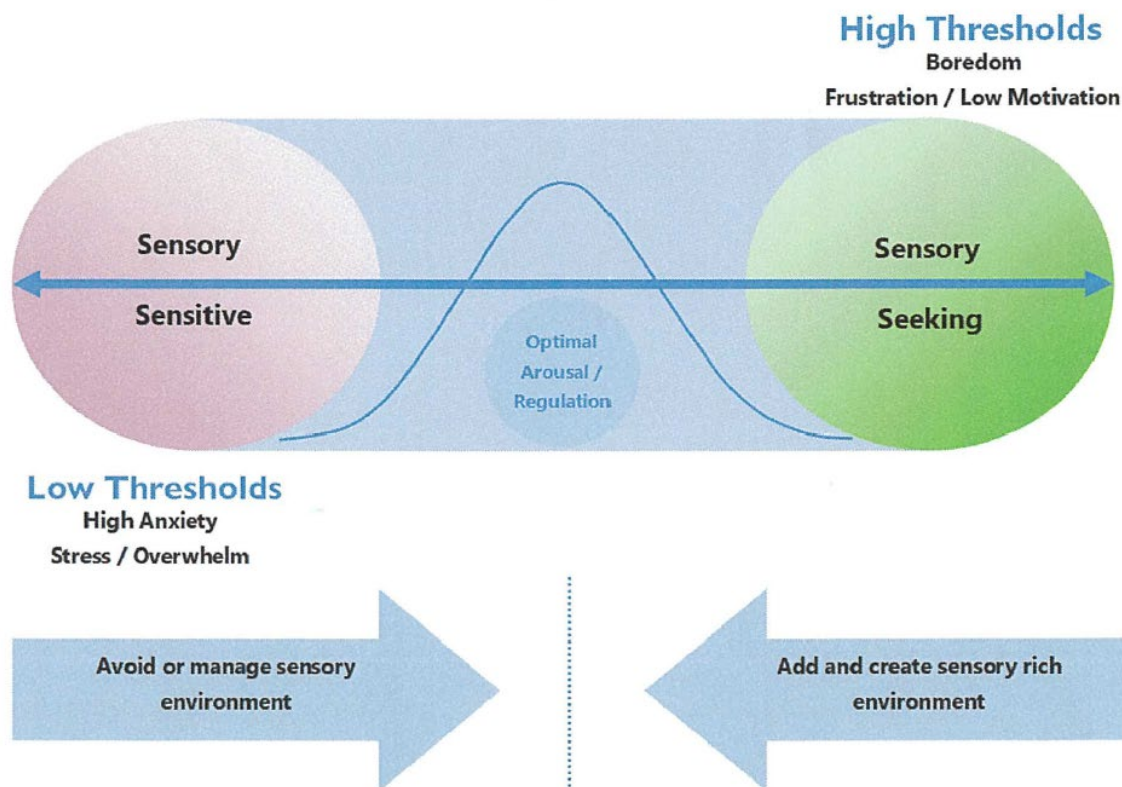 High Thresholds
Boredom
Frustration / Low Motivation
Sensory
Sensitive
Optimal
Arousal /
Regulation
Sensory
Seeking
Low Thresholds
High Anxiety
Stress / Overwhelm
Avoid or manage sensory
environment
Add and create sensory rich
environment